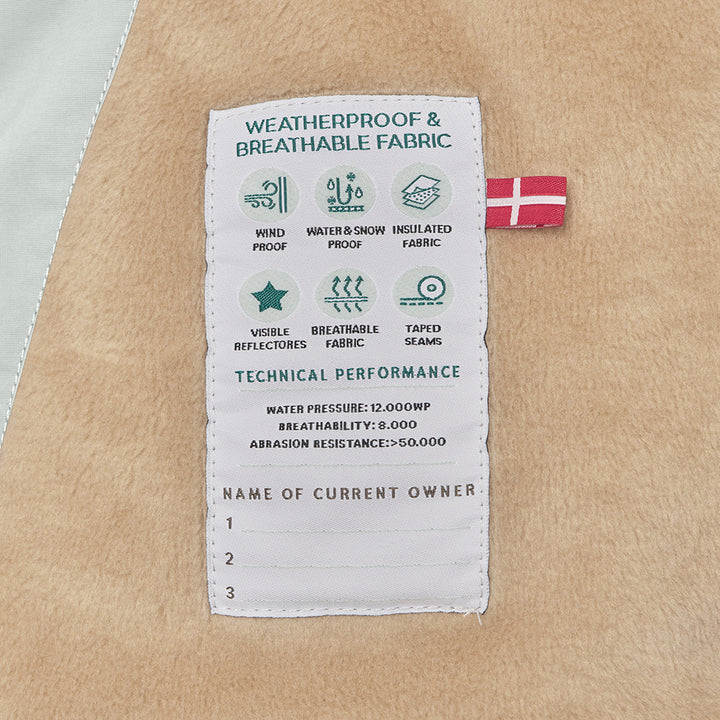 WEATHERPROOF &
BREATHABLE FABRIC
WIND
PROOF
WATER & SNOW
PROOF
INSULATED
FABRIC
VISIBLE
REFLECTORES
BREATHABLE
FABRIC
TAPED
SEAMS
TECHNICAL PERFORMANCE
WATER PRESSURE: 12.000WP
BREATHABILITY: 8.000
ABRASION RESISTANCE:>50.000
NAME OF CURRENT OWNER
1
2
3